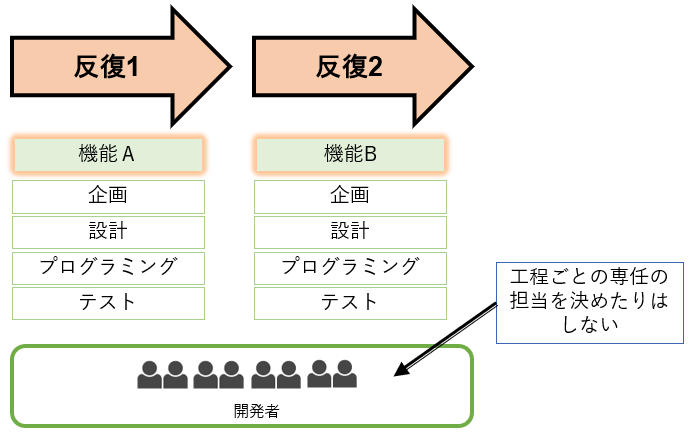 反復1
反復2
機能A
機能B
企画
企画
設計
設計
プログラミング
プログラミング
テスト
テスト
工程ごとの専任の
担当を決めたりは
しない
開発者